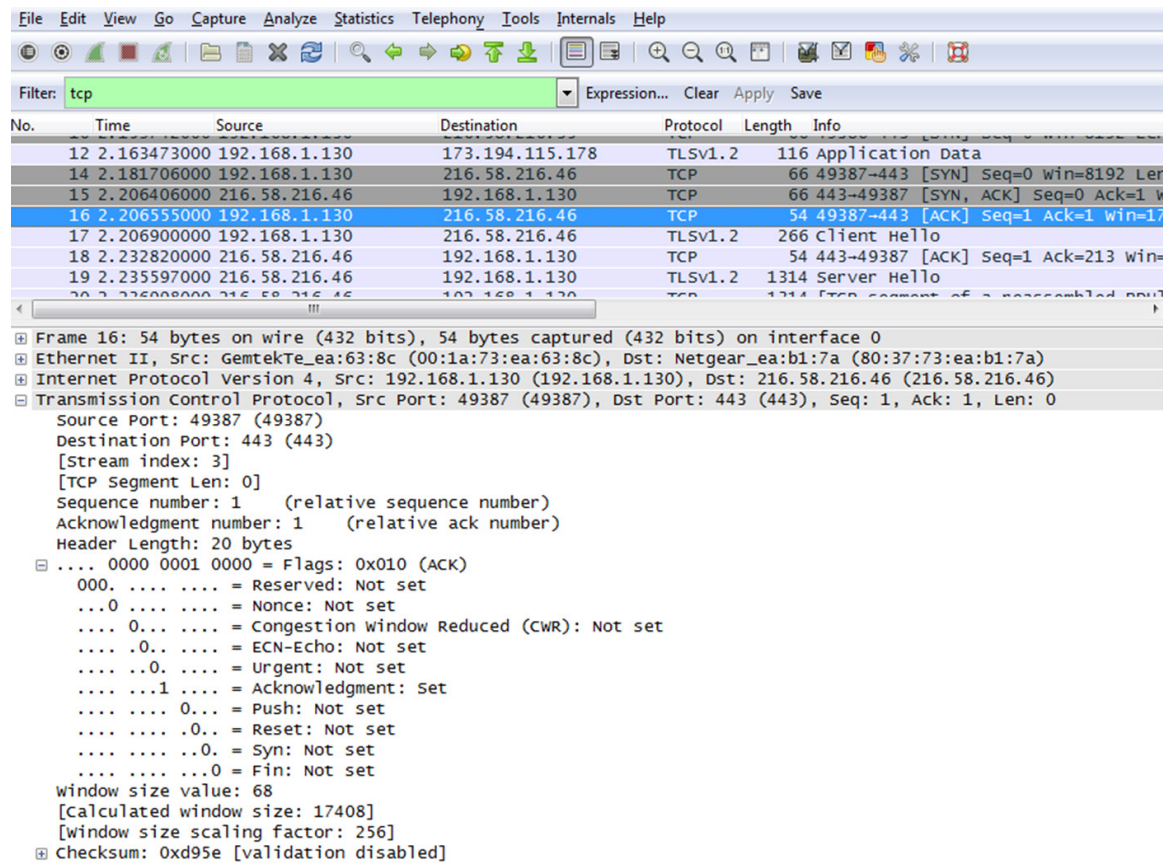 File Edit View Go Capture Analyze Statistics Telephony Tools Internals Help
Filter: tcp Expression... Clear Apply Save
No. Time Source Destination Protocol Length Info
12 2.163473000 192.168.1.130 173.194.115.178 TLSv1.2 116 Application Data
14 2.181706000 192.168.1.130 216.58.216.46 TCP 66 49387→443 [SYN] Seq=0 Win=8192 Len
15 2.206406000 216.58.216.46 192.168.1.130 TCP 66 443→49387 [SYN, ACK] Seq=0 Ack=1 W
16 2.206555000 192.168.1.130 216.58.216.46 TCP 54 49387→443 [ACK] Seq=1 Ack=1 Win=17
17 2.206900000 192.168.1.130 216.58.216.46 TLSv1.2 266 Client Hello
18 2.232820000 216.58.216.46 192.168.1.130 TCP 54 443→49387 [ACK] Seq=1 Ack=213 Win=
19 2.235597000 216.58.216.46 192.168.1.130 TLSv1.2 1314 Server Hello
Frame 16: 54 bytes on wire (432 bits), 54 bytes captured (432 bits) on interface 0
Ethernet II, Src: GemtekTe_ea:63:8c (00:1a:73:ea:63:8c), Dst: Netgear_ea:b1:7a (80:37:73:ea:b1:7a)
Internet Protocol Version 4, Src: 192.168.1.130 (192.168.1.130), Dst: 216.58.216.46 (216.58.216.46)
Transmission Control Protocol, Src Port: 49387 (49387), Dst Port: 443 (443), Seq: 1, Ack: 1, Len: 0
Source Port: 49387 (49387)
Destination Port: 443 (443)
[Stream index: 3]
[TCP Segment Len: 0]
Sequence number: 1 (relative sequence number)
Acknowledgment number: 1 (relative ack number)
Header Length: 20 bytes
.... 0000 0001 0000 = Flags: 0x010 (ACK)
000. .... .... = Reserved: Not set
...0 .... .... = Nonce: Not set
.... 0... .... = Congestion Window Reduced (CWR): Not set
.... .0.. .... = ECN-Echo: Not set
.... ..0. .... = Urgent: Not set
.... ...1 .... = Acknowledgment: Set
.... .... 0... = Push: Not set
.... .... .0.. = Reset: Not set
.... .... ..0. = Syn: Not set
.... .... ...0 = Fin: Not set
Window size value: 68
[Calculated window size: 17408]
[Window size scaling factor: 256]
Checksum: 0xd95e [validation disabled]